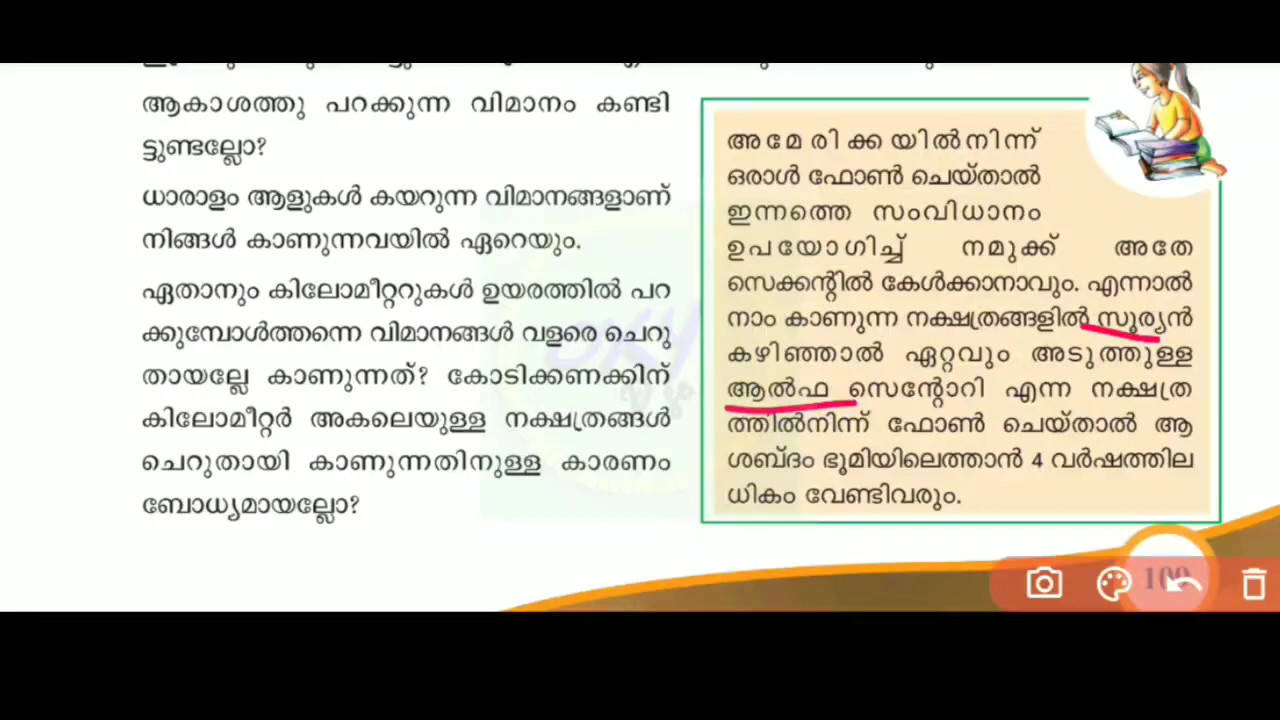 ആകാശത്തു പറക്കുന്ന വിമാനം കണ്ടി
ട്ടുണ്ടല്ലോ?
ധാരാളം ആളുകൾ കയറുന്ന വിമാനങ്ങളാണ്
നിങ്ങൾ കാണുന്നവയിൽ ഏറെയും.
ഏതാനും കിലോമീറ്ററുകൾ ഉയരത്തിൽ പറ
ക്കുമ്പോൾത്തന്നെ വിമാനങ്ങൾ വളരെ ചെറു
തായല്ലേ കാണുന്നത്? കോടിക്കണക്കിന്
കിലോമീറ്റർ അകലെയുള്ള നക്ഷത്രങ്ങൾ
ചെറുതായി കാണുന്നതിനുള്ള കാരണം
ബോധ്യമായല്ലോ?
അമേരിക്കയിൽനിന്ന്
ഒരാൾ ഫോൺ ചെയ്താൽ
ഇന്നത്തെ സംവിധാനം
ഉപയോഗിച്ച് നമുക്ക് അതേ
സെക്കന്റിൽ കേൾക്കാനാവും. എന്നാൽ
നാം കാണുന്ന നക്ഷത്രങ്ങളിൽ സൂര്യൻ
കഴിഞ്ഞാൽ ഏറ്റവും അടുത്തുള്ള
ആൽഫ സെന്റോറി എന്ന നക്ഷത്ര
ത്തിൽനിന്ന് ഫോൺ ചെയ്താൽ ആ
ശബ്ദം ഭൂമിയിലെത്താൻ 4 വർഷത്തില
ധികം വേണ്ടിവരും.